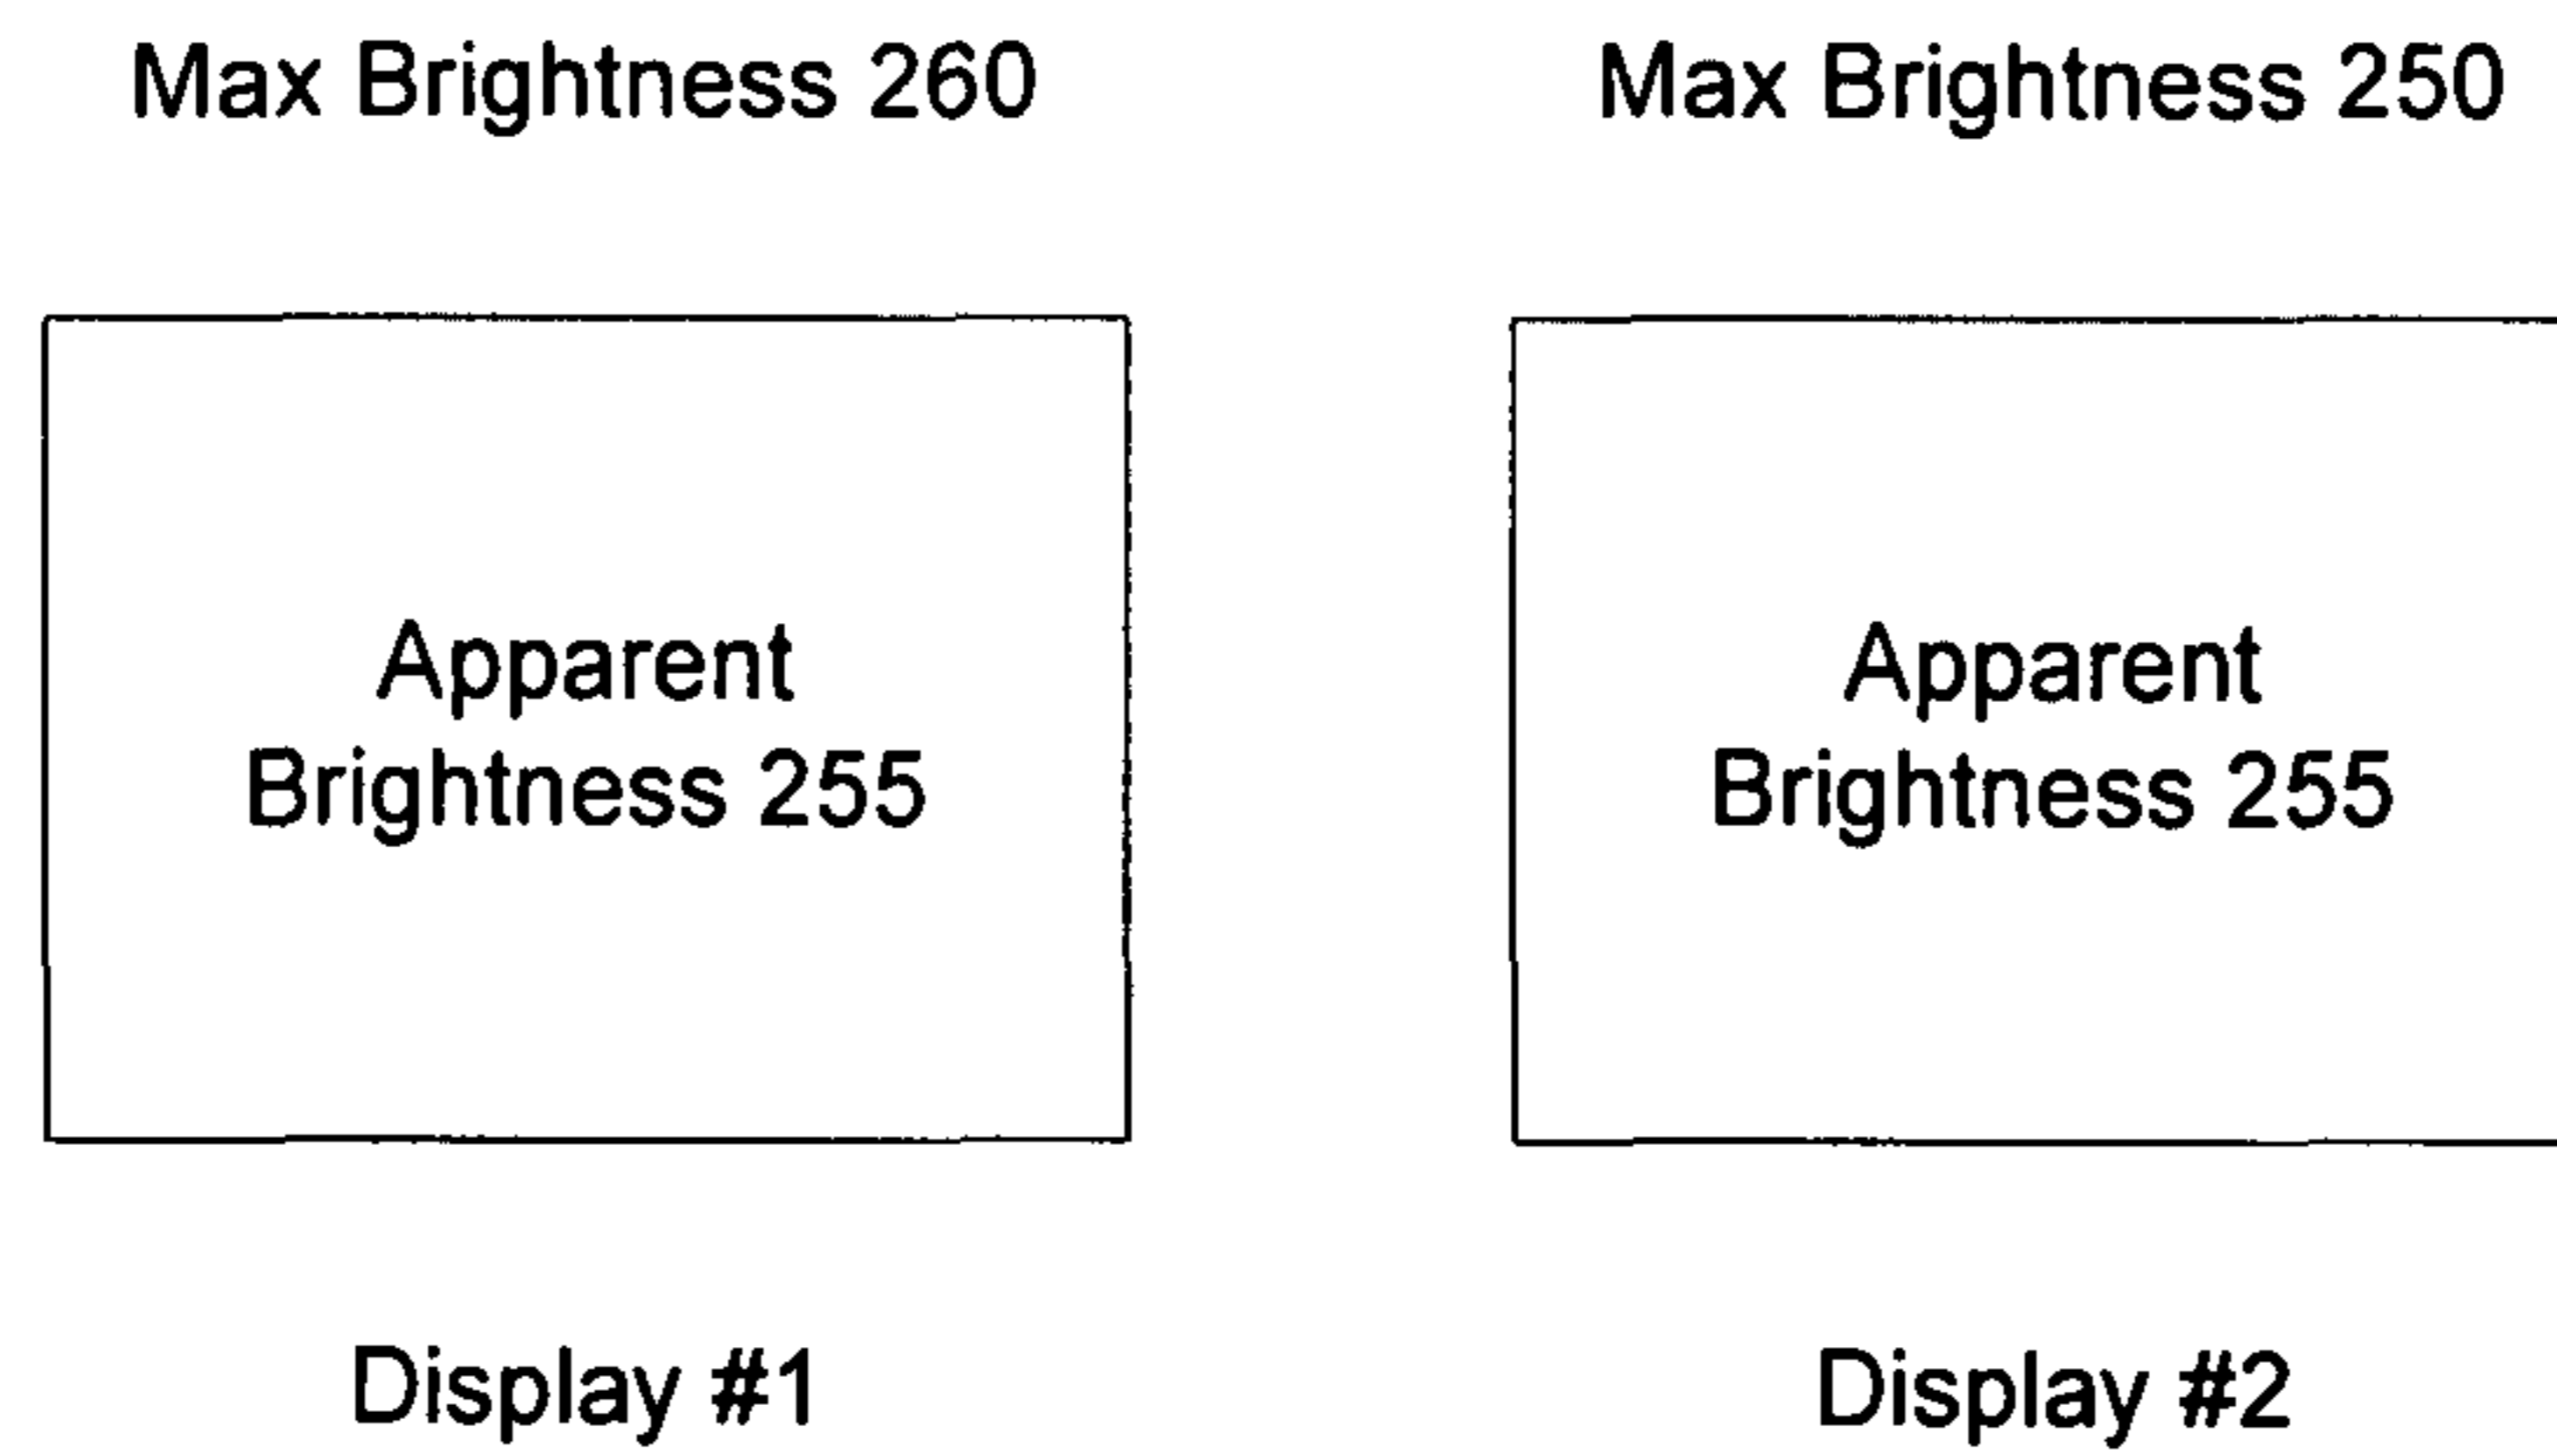 Max Brightness 260
Max Brightness 250
Apparent
Brightness 255
Apparent
Brightness 255
Display #1
Display #2